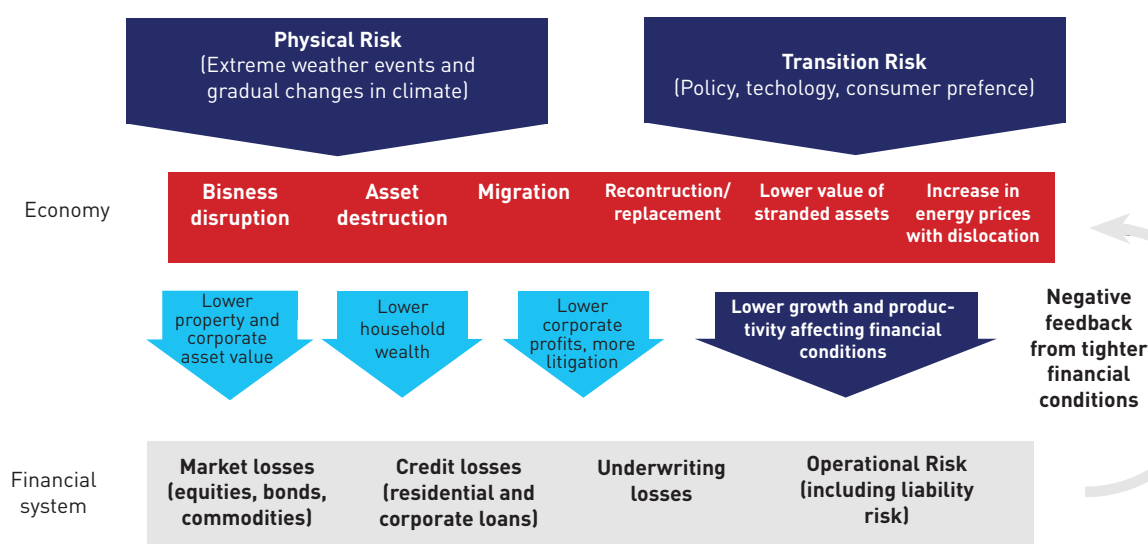 Physical Risk
(Extreme weather events and
gradual changes in climate)
Transition Risk
(Policy, techology, consumer prefence)
Economy
Bisness
disruption
Asset
destruction
Migration
Recontruction/
replacement
Lower value of
stranded assets
Increase in
energy prices
with dislocation
Lower
property and
corporate
asset value
Lower
household
wealth
Lower
corporate
profits, more
litigation
Lower growth and produc-
tivity affecting financial
conditions
Negative
feedback
from tighter
financial
conditions
Financial
system
Market losses
(equities, bonds,
commodities)
Credit losses
(residential and
corporate loans)
Underwriting
losses
Operational Risk
(including liability
risk)